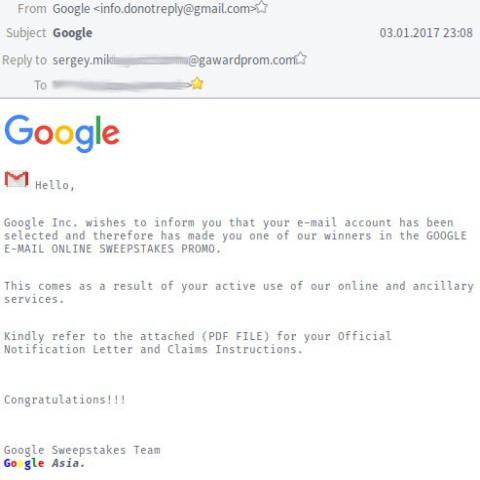 From Google <info.donotreply@gmail.com>
Subject Google 03.01.2017 23:08
Reply to sergey.mik @gawardprom.com
To
Google
Hello,
Google Inc. wishes to inform you that your e-mail account has been
selected and therefore has made you one of our winners in the GOOGLE
E-MAIL ONLINE SWEEPSTAKES PROMO.
This comes as a result of your active use of our online and ancillary
services.
Kindly refer to the attached (PDF FILE) for your Official
Notification Letter and Claims Instructions.
Congratulations!!!
Google Sweepstakes Team
Google Asia.